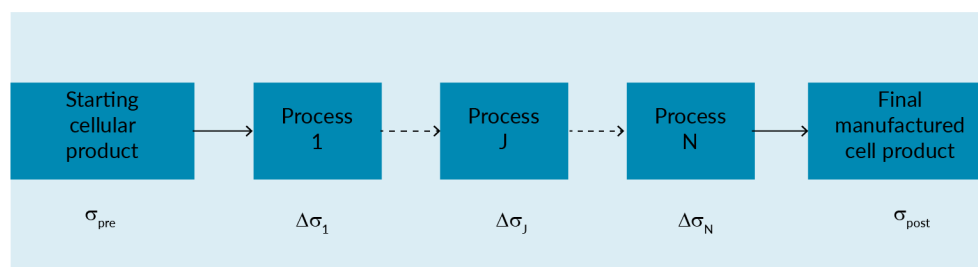 Starting
cellular
product
Process
1
Process
J
Process
N
Final
manufactured
cell product
σpre
Δσ1
ΔσJ
ΔσN
σpost